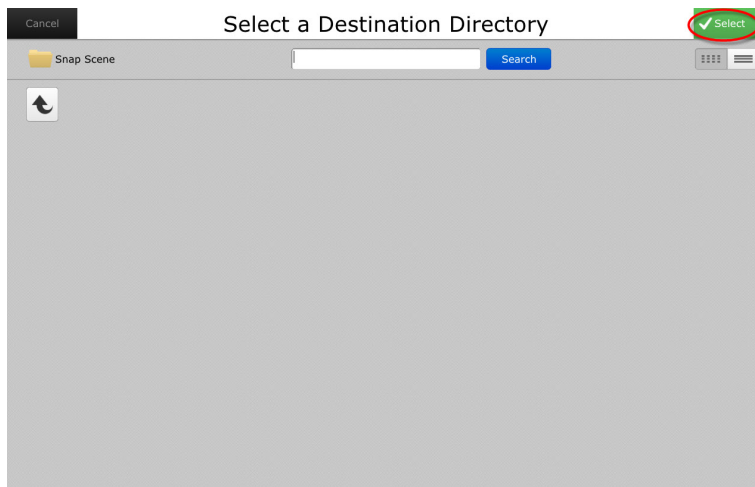 Cancel
Select a Destination Directory
Select
Snap Scene
Search